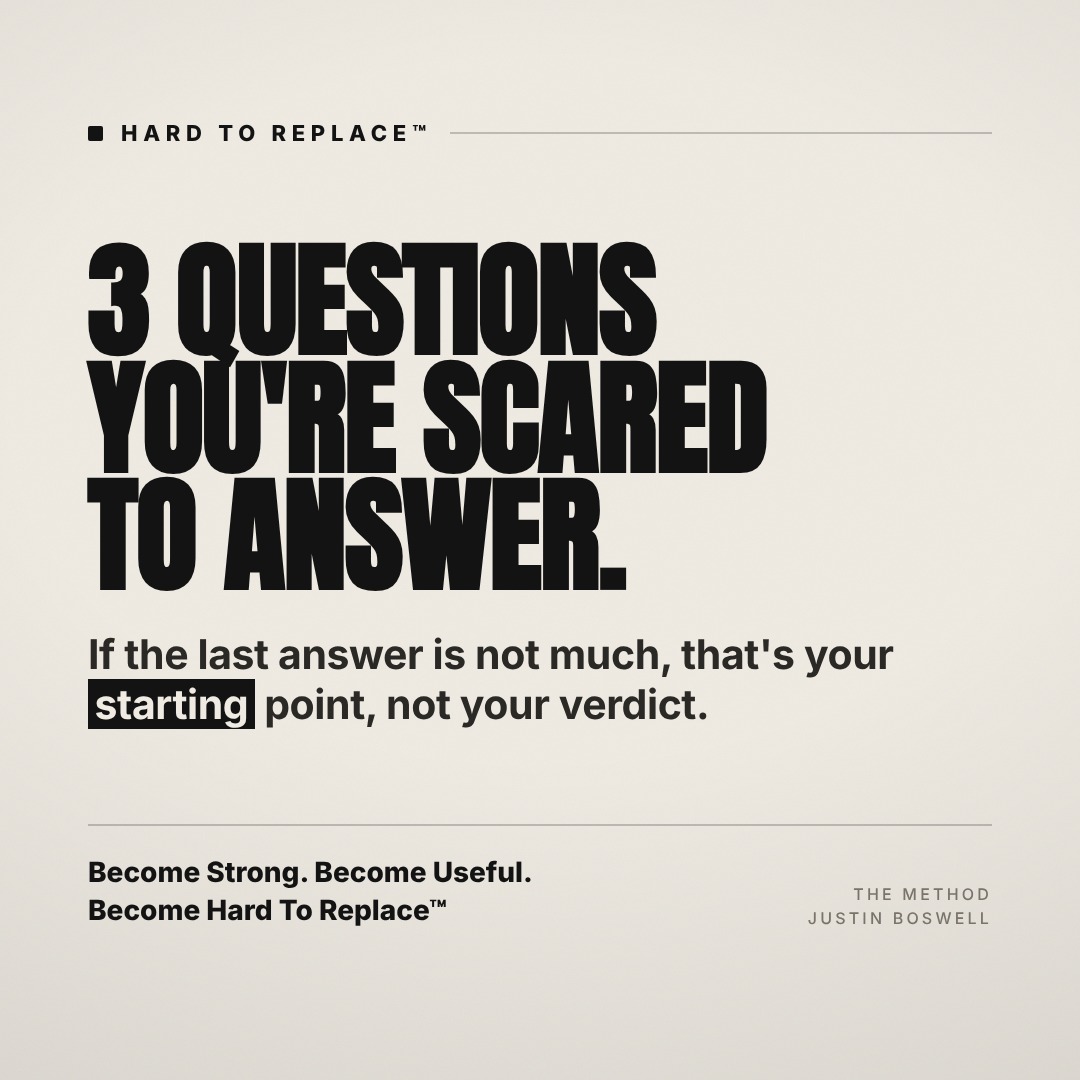 HARD TO REPLACE™
3 QUESTIONS
YOU'RE SCARED
TO ANSWER.
If the last answer is not much, that's your
starting point, not your verdict.
Become Strong. Become Useful.
Become Hard To Replace™
THE METHOD
JUSTIN BOSWELL